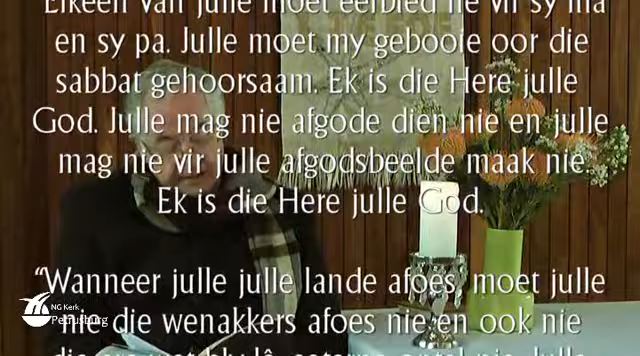 Elkeen van julle moet eerbied hê vir sy ma
en sy pa. Julle moet my gebooie oor die
sabbat gehoorsaam. Ek is die Here julle
God. Julle mag nie afgode dien nie en julle
mag nie vir julle afgodsbeelde maak nie.
Ek is die Here julle God.
“Wanneer julle julle lande afoes, moet julle
die wenakkers afoes nie en ook nie
NG Kerk
Petrusburg